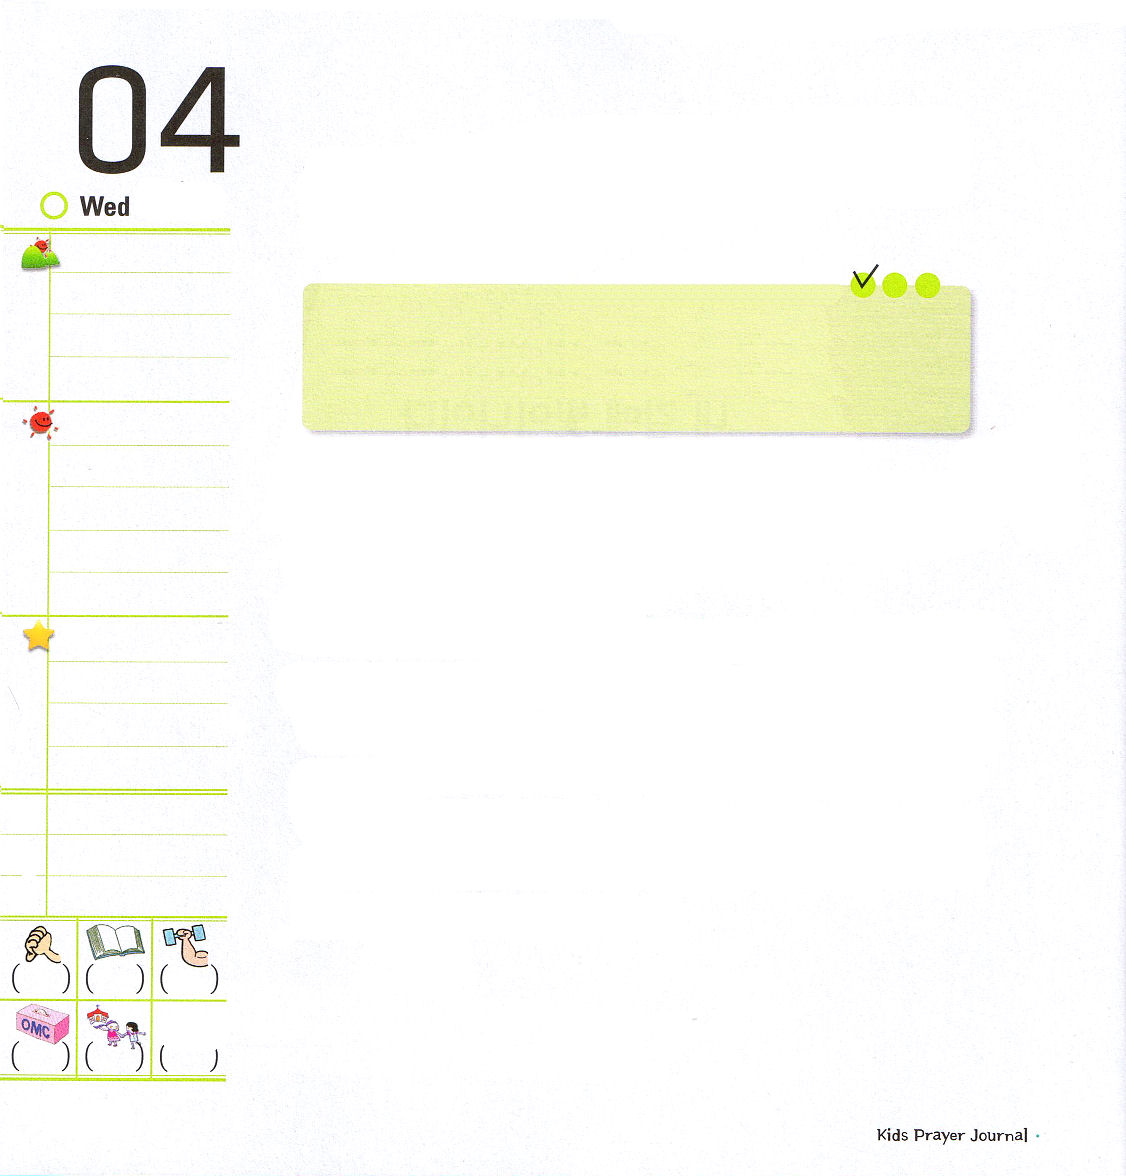 04
Wed
( ) ( ) ( )
OMC
( ) ( ) ( )
Kids Prayer Journal •